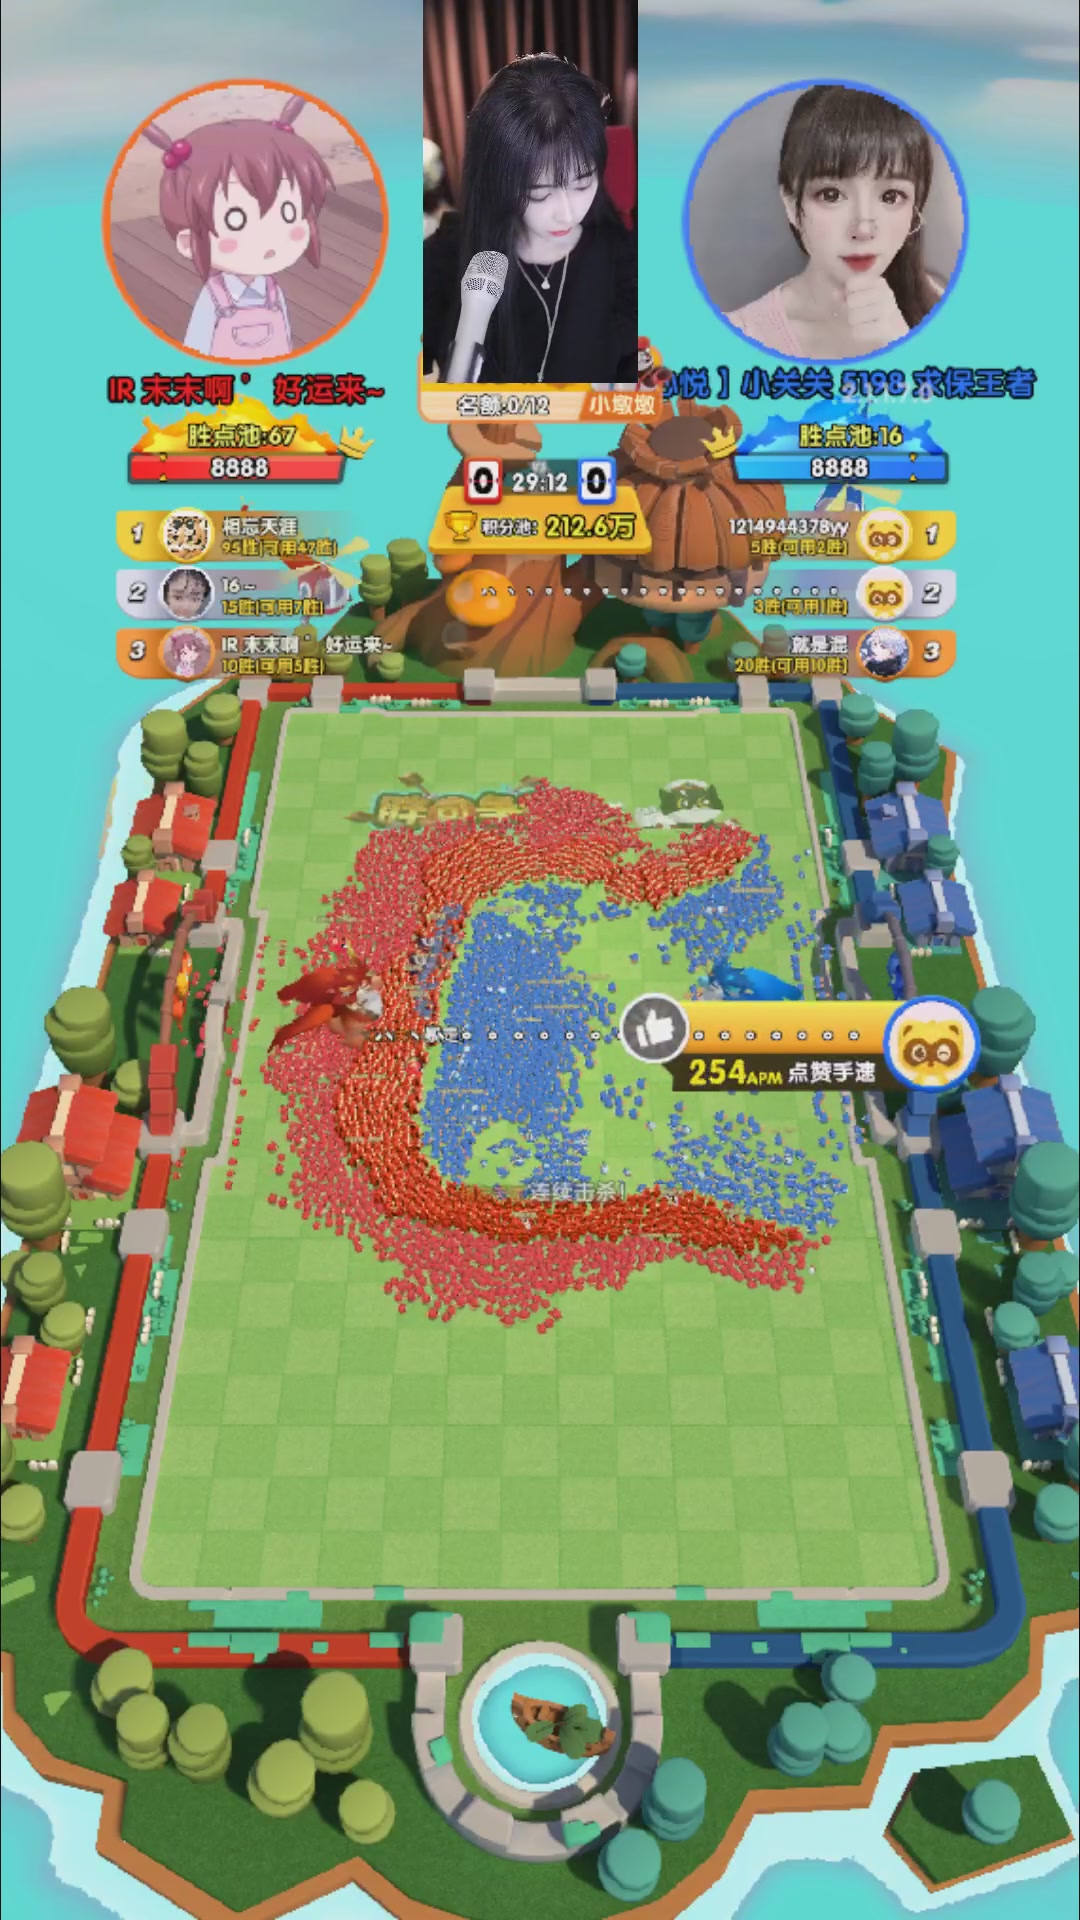 IR 末末啊゜ 好运来~
悦 】小关关 5198 求保王者
名额:0/12
小墩墩
胜点池:67
胜点池:16
8888
8888
0 29:12 0
积分池: 212.6万
1 相忘天涯
95胜(可用47胜)
2 16~
15胜(可用7胜)
3 IR 末末啊゜ 好运来~
10胜(可用5胜)
1214944378yy 1
5胜(可用2胜)
2
3胜(可用1胜)
就是混 3
20胜(可用10胜)
254APM 点赞手速
连续击杀!